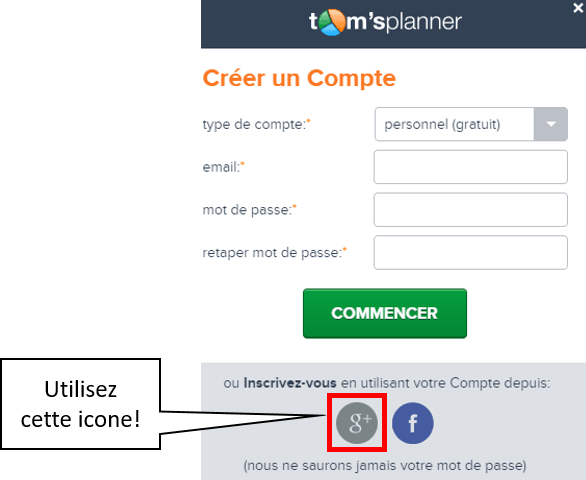 tom'splanner
Créer un Compte
type de compte:*
personnel (gratuit)
email:*
mot de passe:*
retaper mot de passe:*
COMMENCER
ou Inscrivez-vous en utilisant votre Compte depuis:
Utilisez
cette icone!
g+
f
(nous ne saurons jamais votre mot de passe)